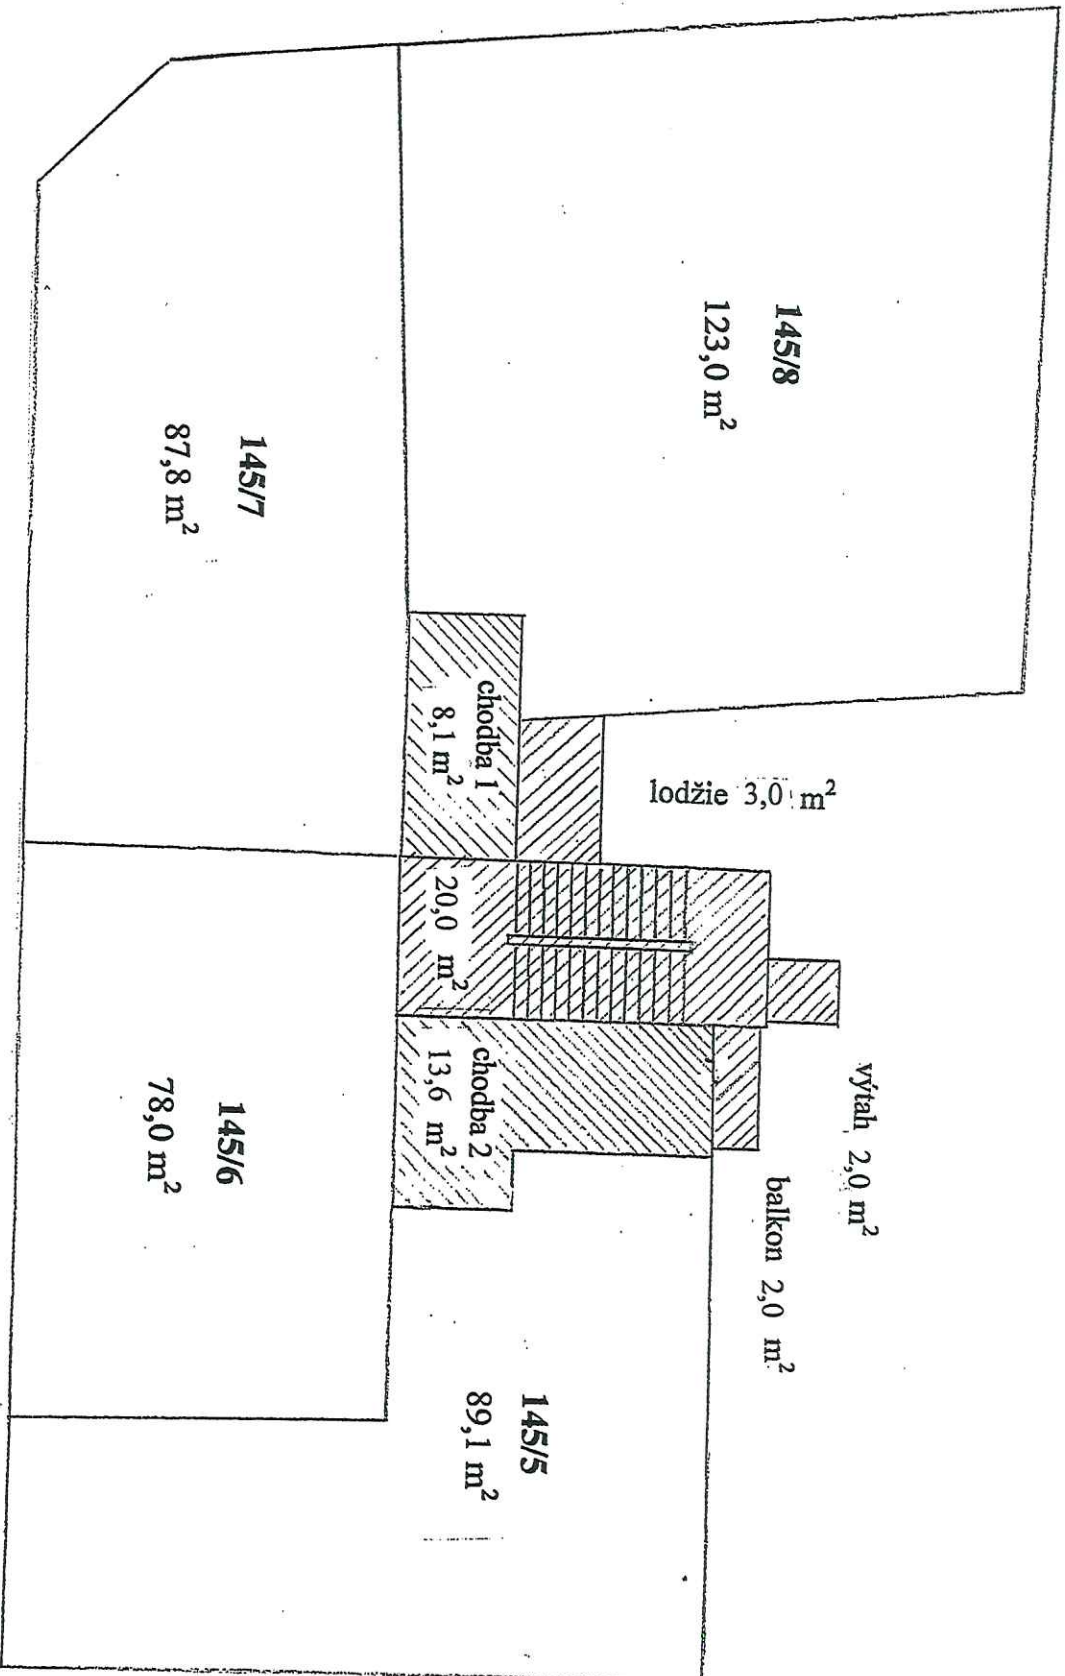 145/8
123,0 m²
145/7
87,8 m²
chodba 1
8,1 m²
lodžie 3,0 m²
20,0 m²
výtah 2,0 m²
chodba 2
13,6 m²
balkon 2,0 m²
145/6
78,0 m²
145/5
89,1 m²